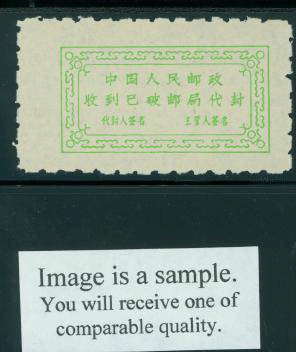 中国人民邮政
收到已破邮局代封
代封人签名 主管人签名
Image is a sample.
You will receive one of
comparable quality.